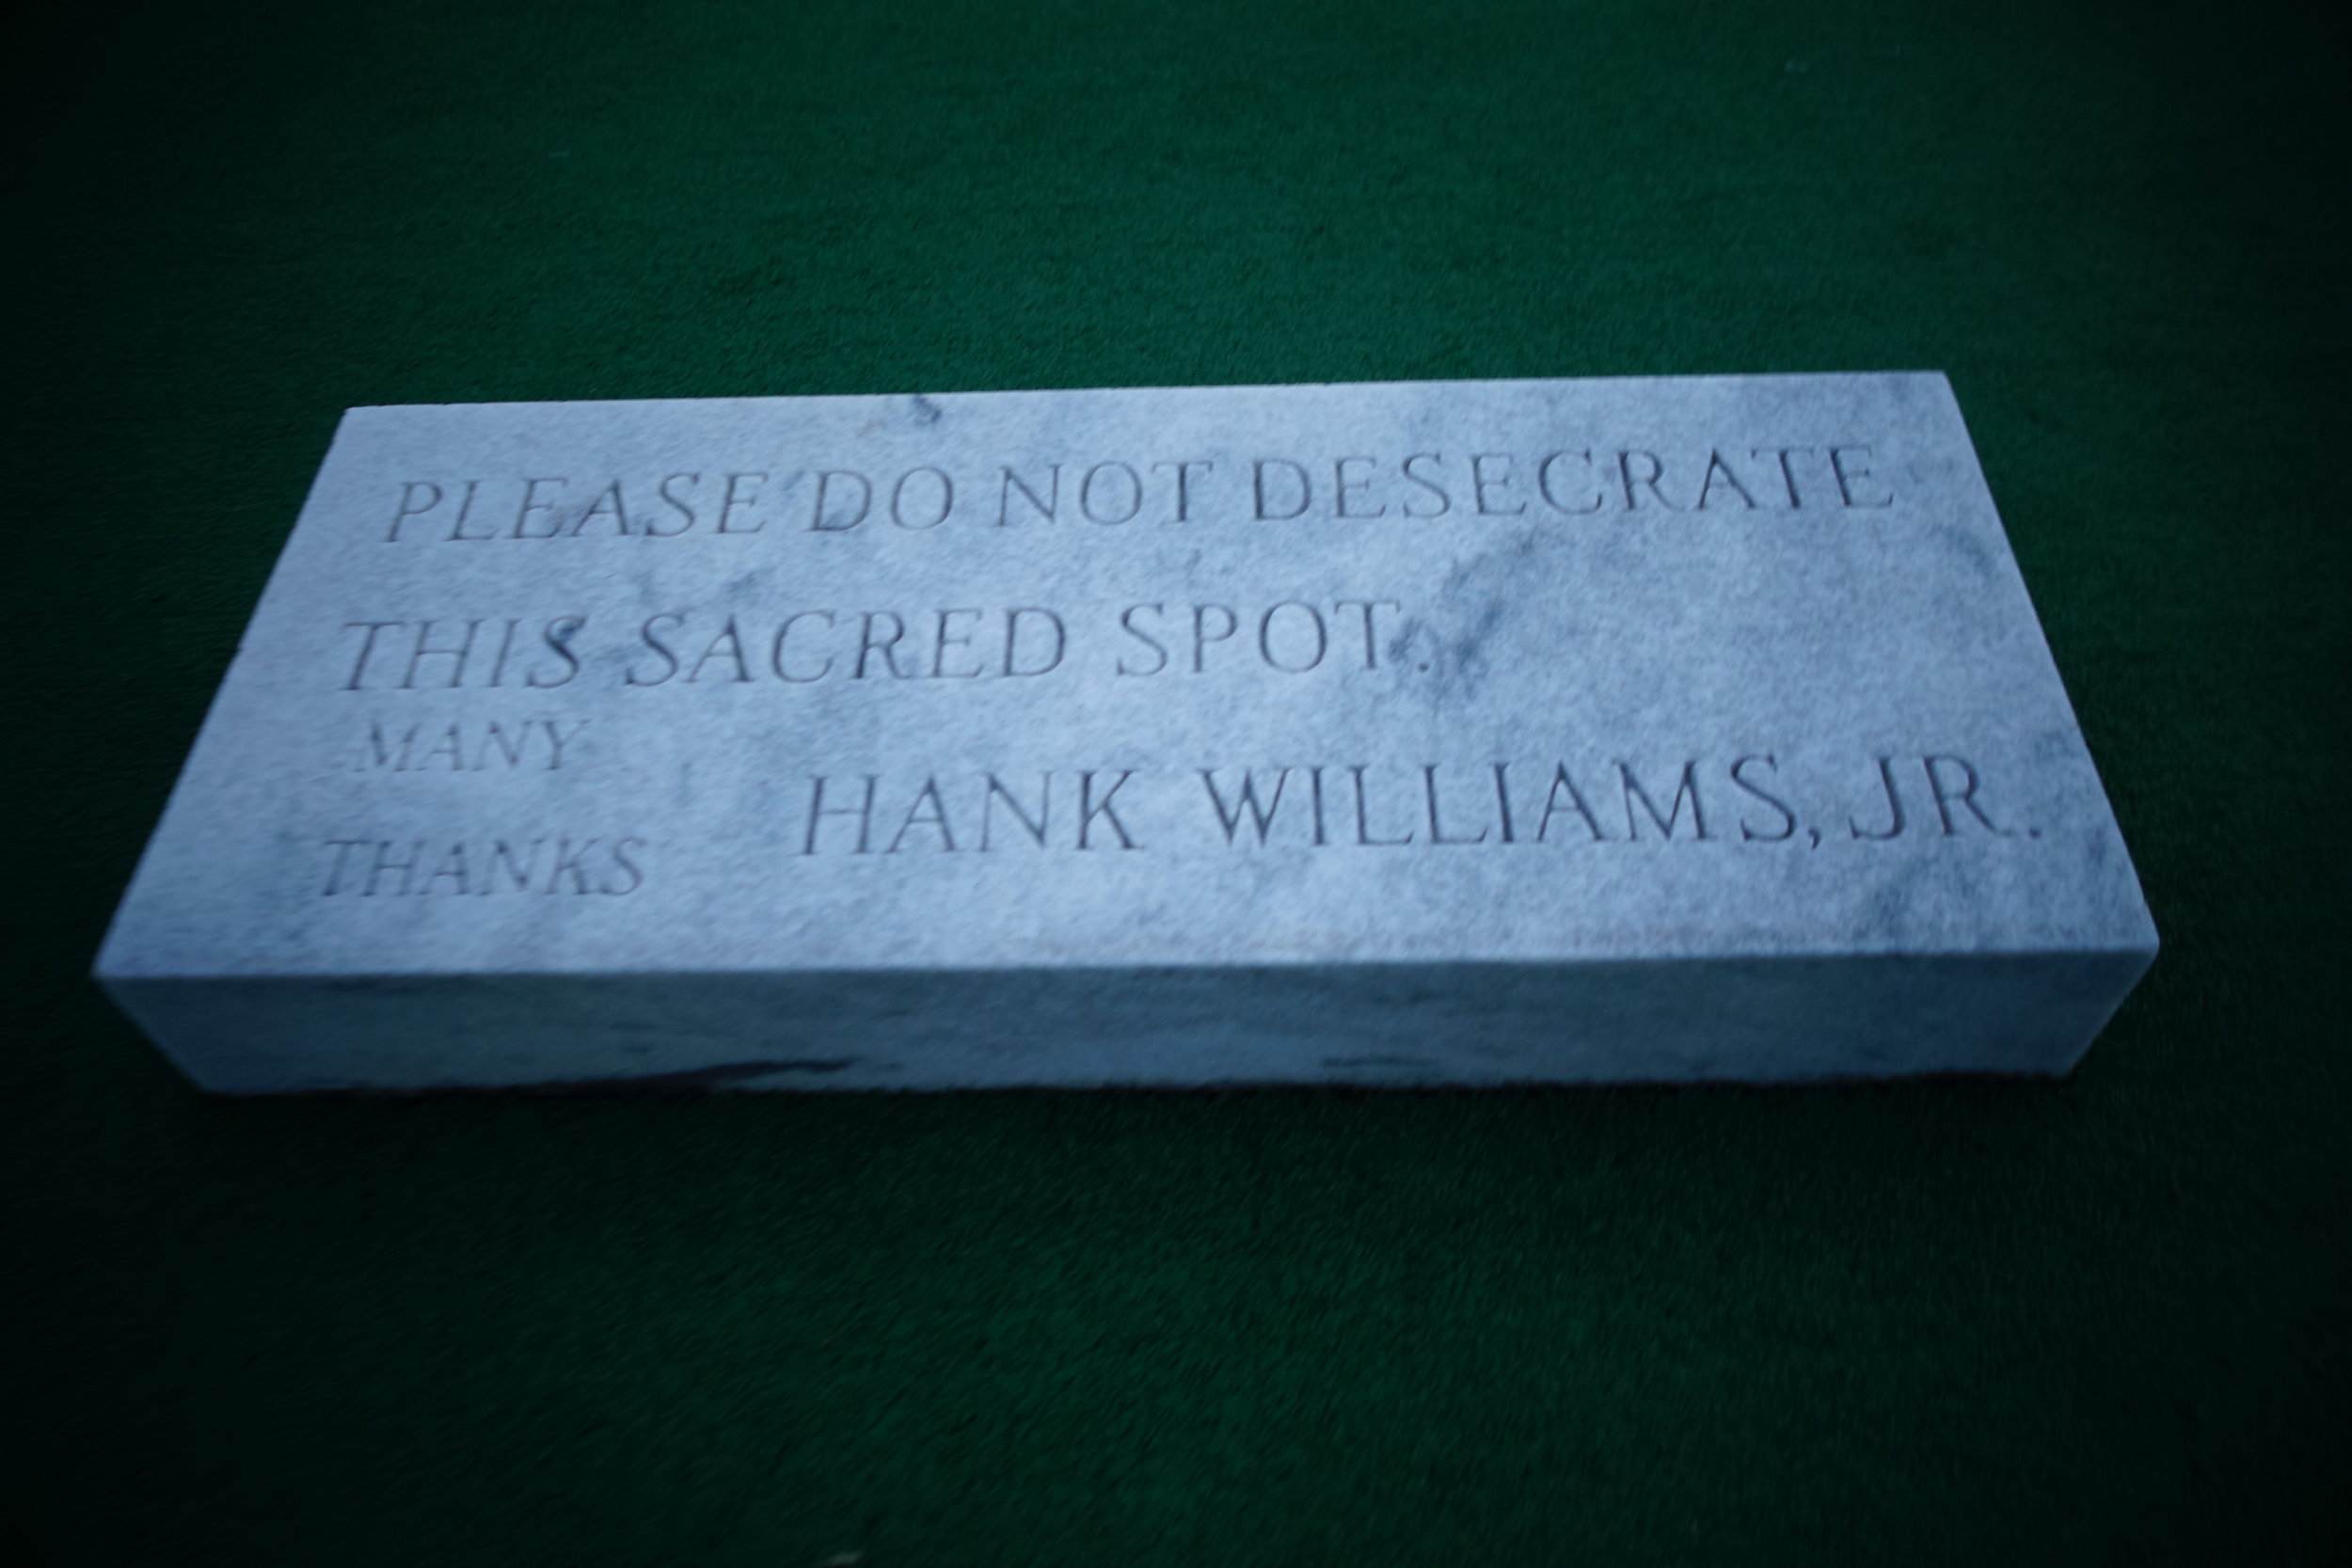 PLEASE DO NOT DESECRATE
THIS SACRED SPOT.
MANY
THANKS
HANK WILLIAMS, JR.